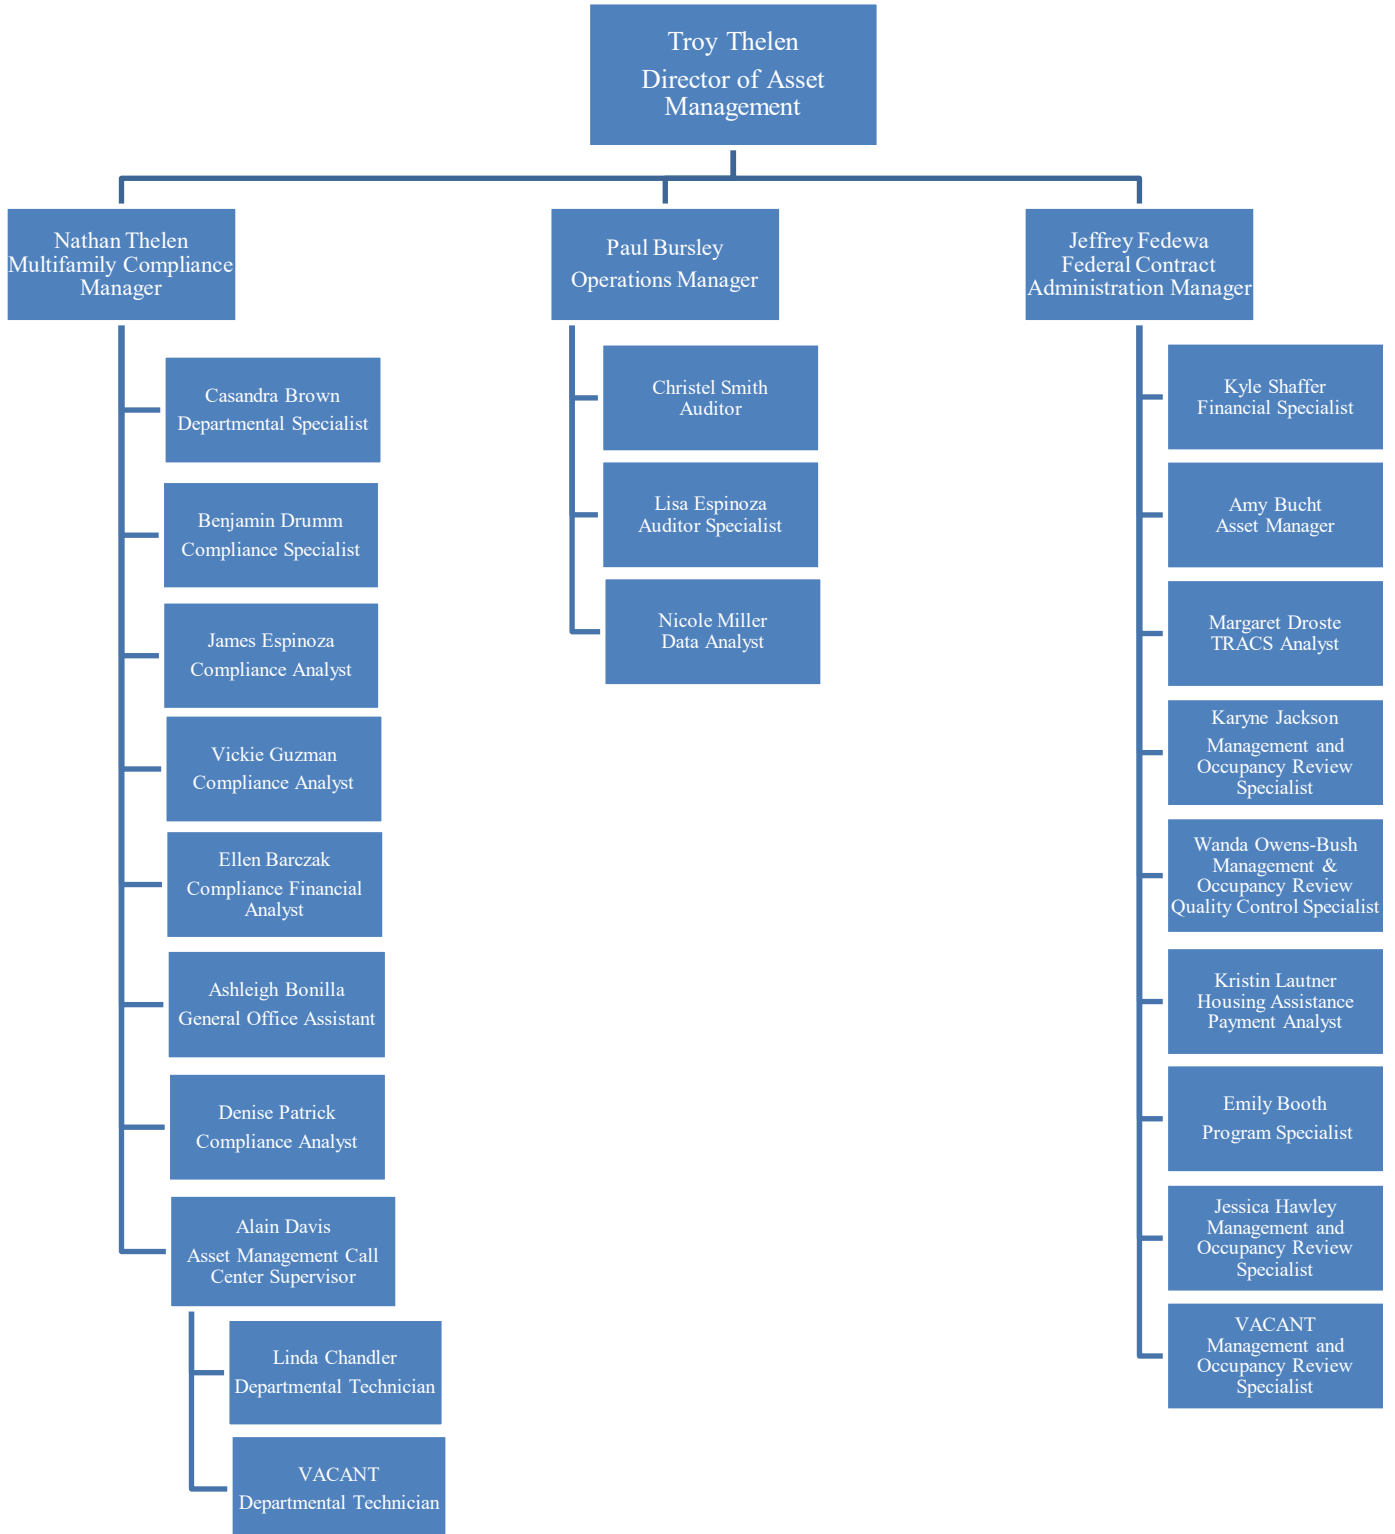 Troy Thelen
Director of Asset
Management
Nathan Thelen
Multifamily Compliance
Manager
Paul Bursley
Operations Manager
Jeffrey Fedewa
Federal Contract
Administration Manager
Casandra Brown
Departmental Specialist
Benjamin Drumm
Compliance Specialist
James Espinoza
Compliance Analyst
Vickie Guzman
Compliance Analyst
Ellen Barczak
Compliance Financial
Analyst
Ashleigh Bonilla
General Office Assistant
Denise Patrick
Compliance Analyst
Alain Davis
Asset Management Call
Center Supervisor
Linda Chandler
Departmental Technician
VACANT
Departmental Technician
Christel Smith
Auditor
Lisa Espinoza
Auditor Specialist
Nicole Miller
Data Analyst
Kyle Shaffer
Financial Specialist
Amy Bucht
Asset Manager
Margaret Droste
TRACS Analyst
Karyne Jackson
Management and
Occupancy Review
Specialist
Wanda Owens-Bush
Management &
Occupancy Review
Quality Control Specialist
Kristin Lautner
Housing Assistance
Payment Analyst
Emily Booth
Program Specialist
Jessica Hawley
Management and
Occupancy Review
Specialist
VACANT
Management and
Occupancy Review
Specialist